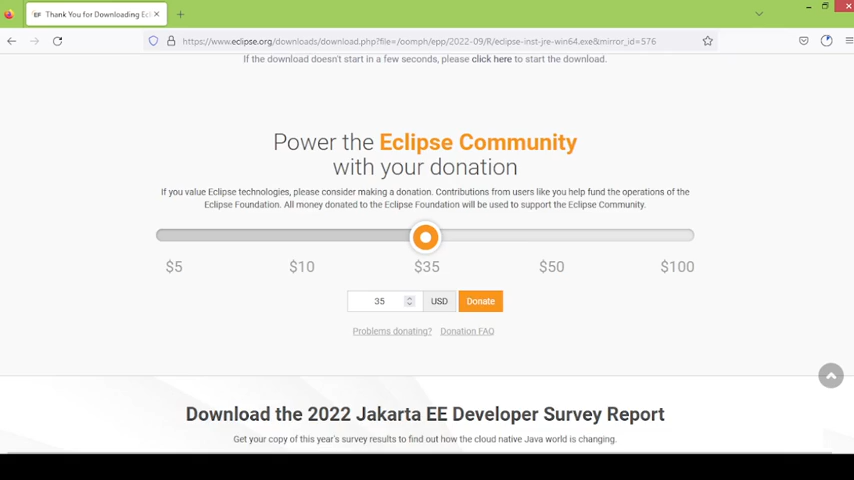 EF Thank You for Downloading Ecl
https://www.eclipse.org/downloads/download.php?file=/oomph/epp/2022-09/R/eclipse-inst-jre-win64.exe&mirror_id=576
If the download doesn't start in a few seconds, please click here to start the download.
Power the Eclipse Community
with your donation
If you value Eclipse technologies, please consider making a donation. Contributions from users like you help fund the operations of the
Eclipse Foundation. All money donated to the Eclipse Foundation will be used to support the Eclipse Community.
$5 $10 $35 $50 $100
35 USD Donate
Problems donating? Donation FAQ
Download the 2022 Jakarta EE Developer Survey Report
Get your copy of this year's survey results to find out how the cloud native Java world is changing.